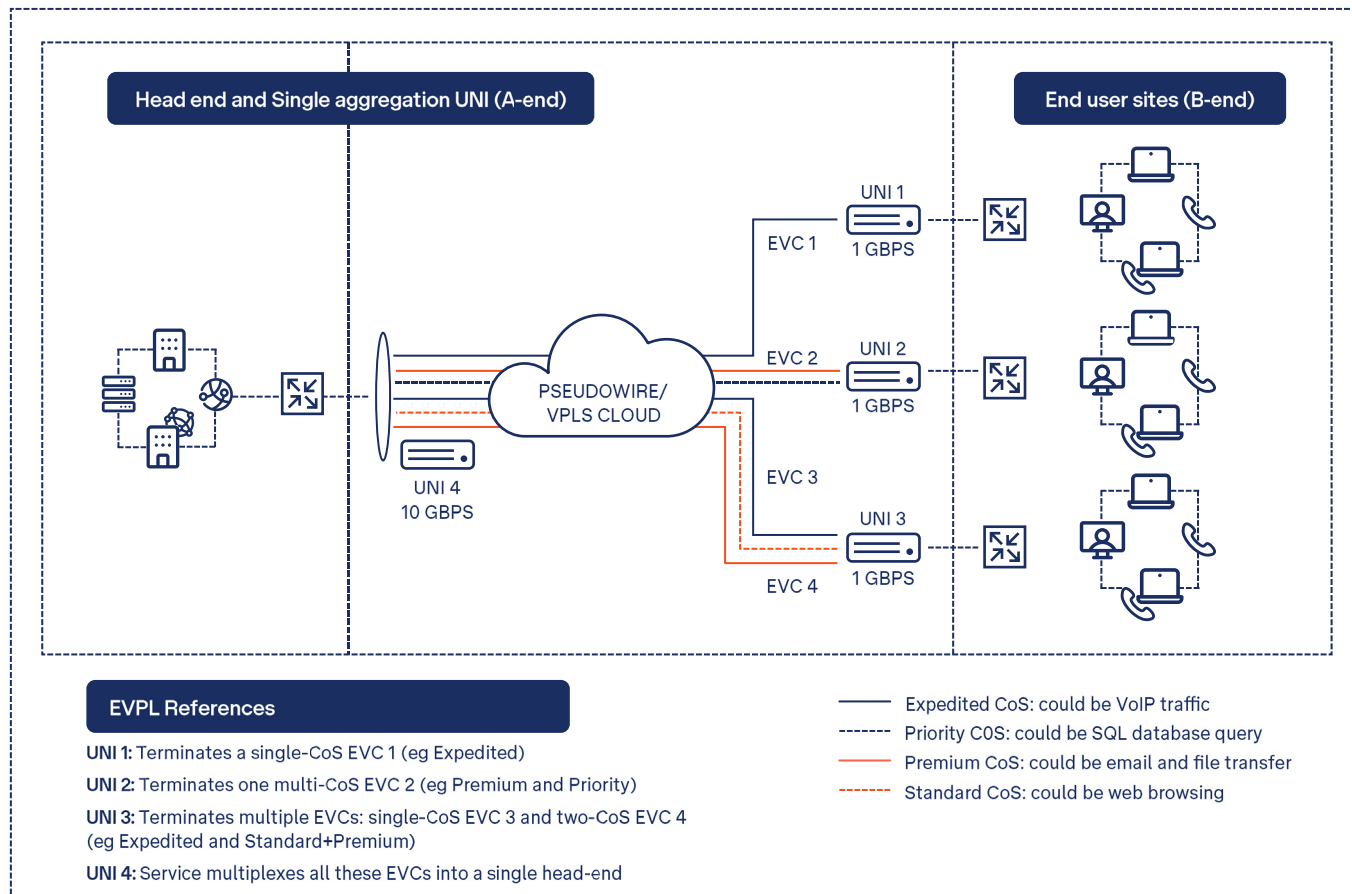 Head end and Single aggregation UNI (A-end)
End user sites (B-end)
UNI 1
EVC 1
1 GBPS
EVC 2
UNI 2
1 GBPS
PSEUDOWIRE/
VPLS CLOUD
UNI 4
10 GBPS
EVC 3
UNI 3
1 GBPS
EVC 4
EVPL References
UNI 1: Terminates a single-CoS EVC 1 (eg Expedited)
UNI 2: Terminates one multi-CoS EVC 2 (eg Premium and Priority)
UNI 3: Terminates multiple EVCs: single-CoS EVC 3 and two-CoS EVC 4
(eg Expedited and Standard+Premium)
UNI 4: Service multiplexes all these EVCs into a single head-end
Expedited CoS: could be VoIP traffic
Priority C0S: could be SQL database query
Premium CoS: could be email and file transfer
Standard CoS: could be web browsing